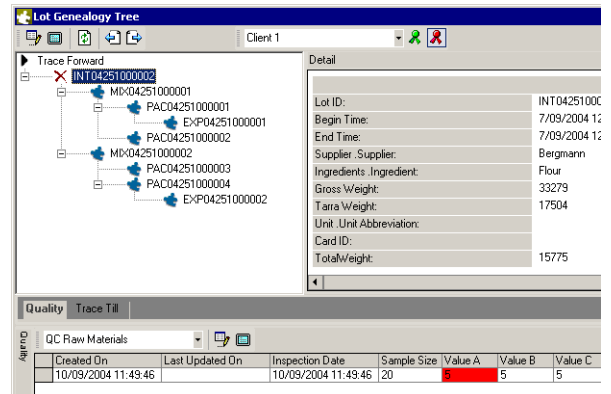 Lot Genealogy Tree
Client 1
Trace Forward
INT04251000002
MIX04251000001
PAC04251000001
EXP04251000001
PAC04251000002
MIX04251000002
PAC04251000003
PAC04251000004
EXP04251000002
Detail
Lot ID: INT04251000
Begin Time: 7/09/2004 12
End Time: 7/09/2004 12
Supplier .Supplier: Bergmann
Ingredients .Ingredient: Flour
Gross Weight: 33279
Tarra Weight: 17504
Unit .Unit Abbreviation:
Card ID:
TotalWeight: 15775
Quality Trace Till
Quality
QC Raw Materials
Created On Last Updated On Inspection Date Sample Size Value A Value B Value C
10/09/2004 11:49:46 10/09/2004 11:49:46 20 5 5 5